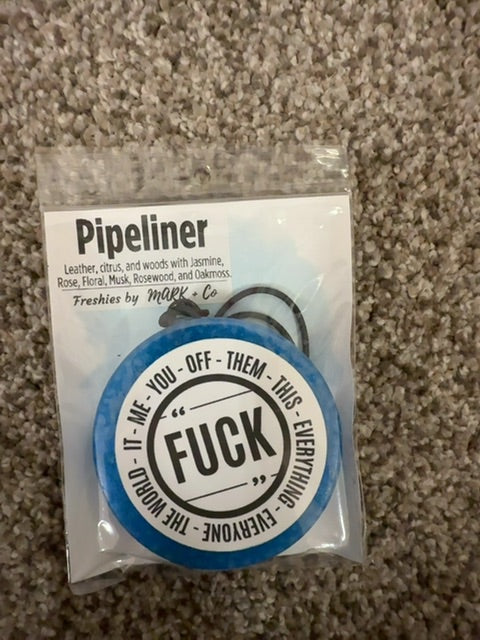 Pipeliner
Leather, citrus, and woods with Jasmine,
Rose, Floral, Musk, Rosewood, and Oakmoss.
Freshies by MARK + Co
IT - ME - YOU - OFF - THEM - THIS - EVERYTHING - EVERYONE - THE WORLD -
“
FUCK
”